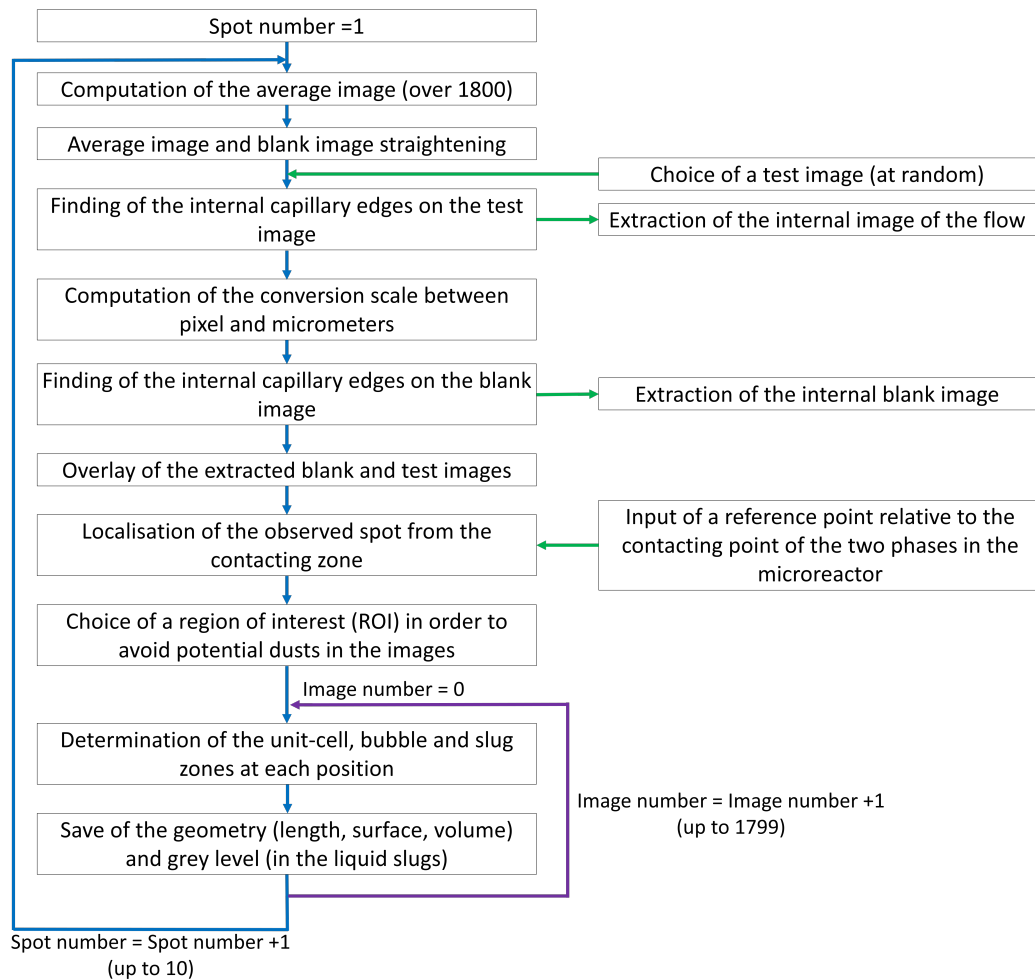 Spot number =1
Computation of the average image (over 1800)
Average image and blank image straightening
Choice of a test image (at random)
Finding of the internal capillary edges on the test
image
Extraction of the internal image of the flow
Computation of the conversion scale between
pixel and micrometers
Finding of the internal capillary edges on the blank
image
Extraction of the internal blank image
Overlay of the extracted blank and test images
Localisation of the observed spot from the
contacting zone
Input of a reference point relative to the
contacting point of the two phases in the
microreactor
Choice of a region of interest (ROI) in order to
avoid potential dusts in the images
Image number = 0
Determination of the unit-cell, bubble and slug
zones at each position
Image number = Image number +1
(up to 1799)
Save of the geometry (length, surface, volume)
and grey level (in the liquid slugs)
Spot number = Spot number +1
(up to 10)